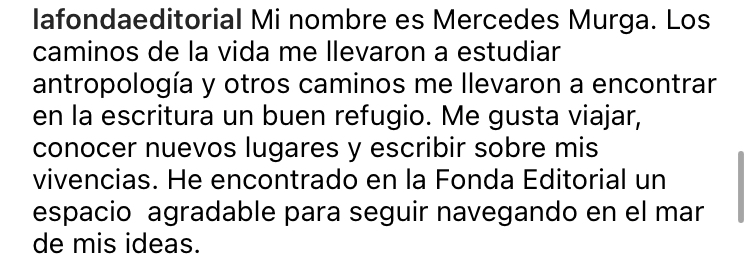 lafondaeditorial Mi nombre es Mercedes Murga. Los
caminos de la vida me llevaron a estudiar
antropología y otros caminos me llevaron a encontrar
en la escritura un buen refugio. Me gusta viajar,
conocer nuevos lugares y escribir sobre mis
vivencias. He encontrado en la Fonda Editorial un
espacio  agradable para seguir navegando en el mar
de mis ideas.